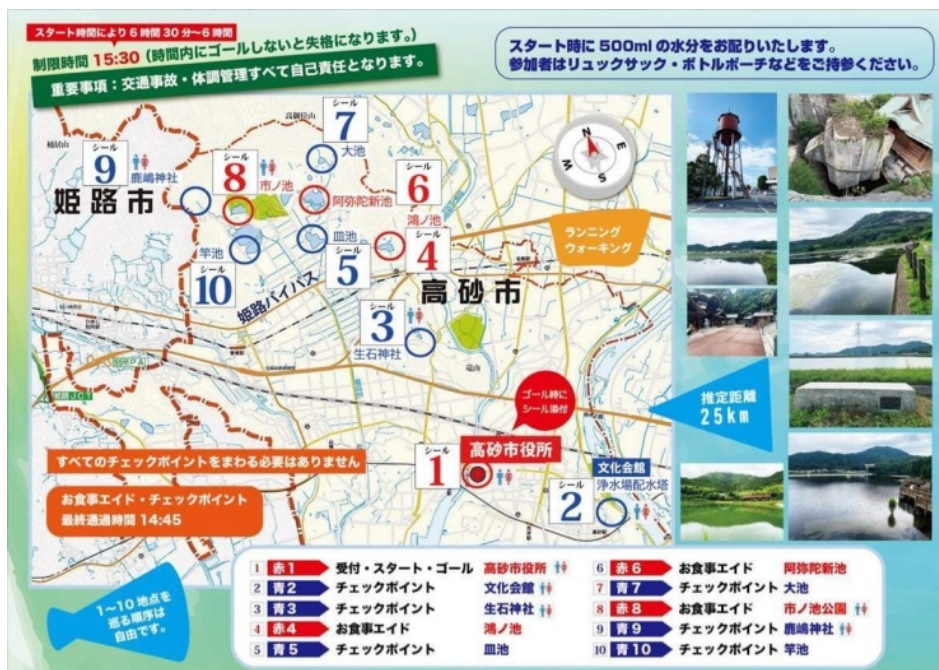 スタート時間により6時間30分～6時間
制限時間 15:30 (時間内にゴールしないと失格になります。)
重要事項：交通事故・体調管理すべて自己責任となります。
スタート時に500mlの水分をお配りいたします。
参加者はリュックサック・ボトルポーチなどをご持参ください。
桶居山
高御位山
シール
7
大池
シール
9
鹿嶋神社
姫路市
シール
8
市ノ池
阿弥陀新池
シール
6
鴻ノ池
シール
4
N
E
S
W
ランニング
ウォーキング
竿池
シール
10
皿池
シール
5
姫路バイパス
高砂市
シール
3
生石神社
竜山
姫路JCT
推定距離
25km
ゴール時に
シール添付
高砂市役所
シール
1
すべてのチェックポイントをまわる必要はありません
お食事エイド・チェックポイント
最終通過時間 14:45
シール
2
文化会館
浄水場配水塔
1～10地点を
巡る順序は
自由です。
1 赤1 受付・スタート・ゴール 高砂市役所
2 青2 チェックポイント 文化会館
3 青3 チェックポイント 生石神社
4 赤4 お食事エイド 鴻ノ池
5 青5 チェックポイント 皿池
6 赤6 お食事エイド 阿弥陀新池
7 青7 チェックポイント 大池
8 赤8 お食事エイド 市ノ池公園
9 青9 チェックポイント 鹿嶋神社
10 青10 チェックポイント 竿池